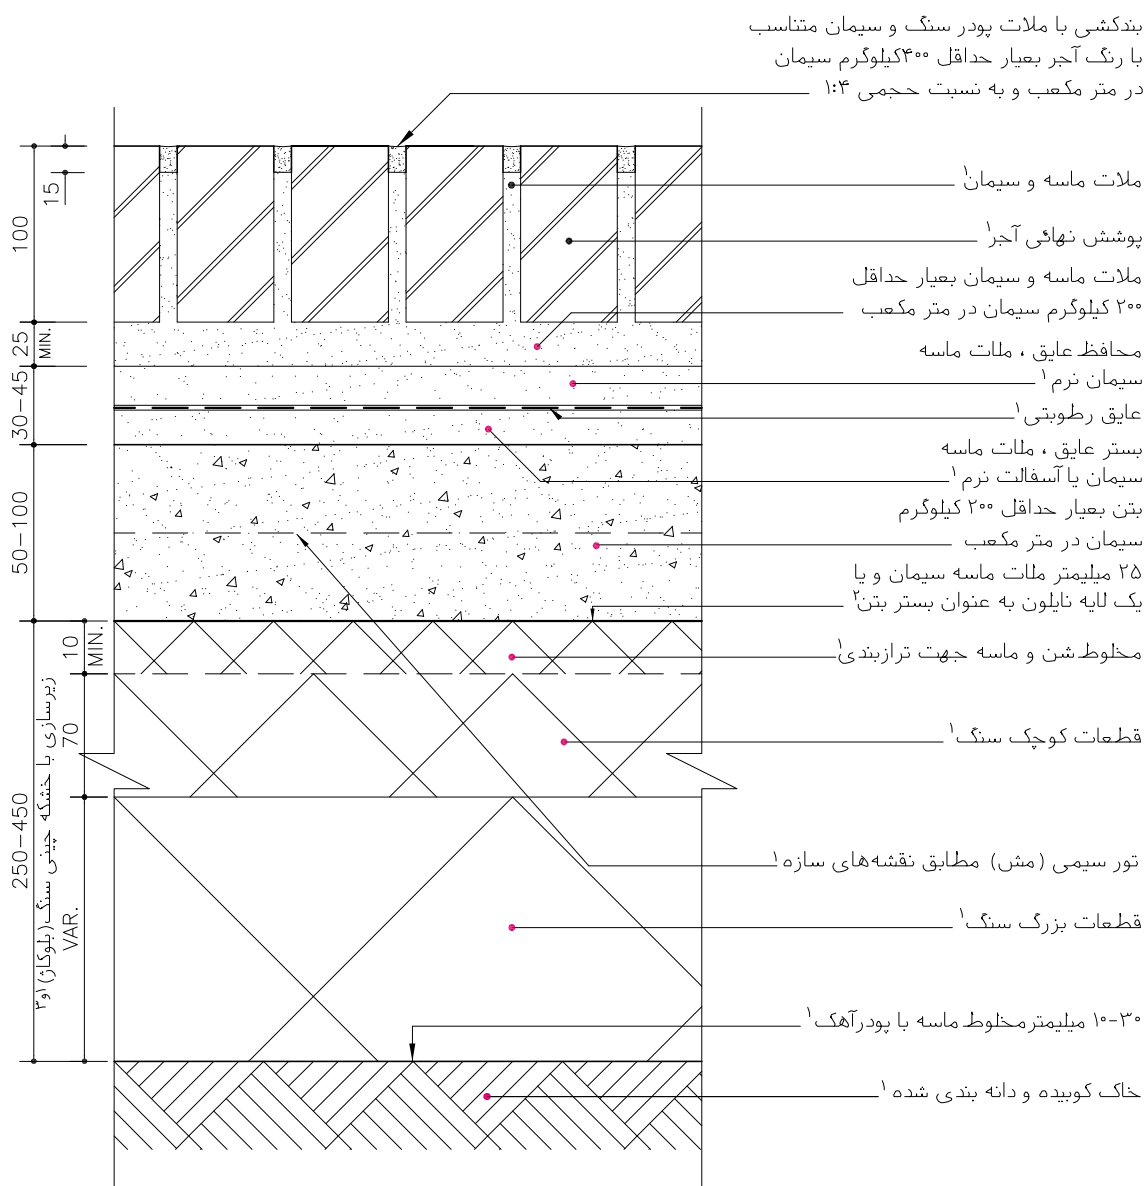 بندکشی با ملات پودر سنگ و سیمان متناسب
با رنگ آجر بعیار حداقل ۴۰۰کیلوگرم سیمان
در متر مکعب و به نسبت حجمی ۱:۴
ملات ماسه و سیمان۱
پوشش نهائی آجر۱
ملات ماسه و سیمان بعیار حداقل
۲۰۰ کیلوگرم سیمان در متر مکعب
محافظ عایق ، ملات ماسه
سیمان نرم۱
عایق رطوبتی۱
بستر عایق ، ملات ماسه
سیمان یا آسفالت نرم۱
بتن بعیار حداقل ۲۰۰ کیلوگرم
سیمان در متر مکعب
۲۵ میلیمتر ملات ماسه سیمان و یا
یک لایه نایلون به عنوان بستر بتن۲
مخلوط شن و ماسه جهت ترازبندی۱
قطعات کوچک سنگ۱
تور سیمی (مش) مطابق نقشه‌های سازه۱
قطعات بزرگ سنگ۱
۱۰-۳۰ میلیمترمخلوط ماسه با پودرآهک۱
خاک کوبیده و دانه بندی شده۱
15
100
25
MIN.
30-45
50-100
10
MIN.
70
250-450
زیرسازی با خشکه چینی سنگ(بلوکاژ)۱و۳
VAR.